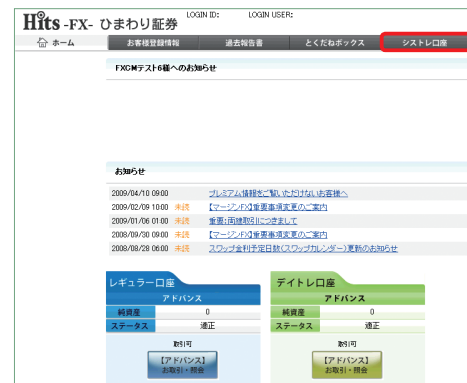 Hits -FX- ひまわり証券 LOGIN ID: LOGIN USER:
ホーム お客様登録情報 過去報告書 とくだねボックス シストレ口座
FXCMテスト6様へのお知らせ
お知らせ
2009/04/10 09:00 プレミアム情報をご覧いただけないお客様へ
2009/02/09 10:00 未読 【マージンFX】重要事項変更のご案内
2009/01/06 01:00 未読 重要:両建取引につきまして
2008/09/30 09:00 未読 【マージンFX】重要事項変更のご案内
2008/08/28 06:00 未読 スワップ金利予定日数(スワップカレンダー)更新のお知らせ
レギュラー口座 デイトレ口座
アドバンス アドバンス
純資産 0 純資産 0
ステータス 適正 ステータス 適正
取引可 取引可
【アドバンス】 【アドバンス】
お取引・照会 お取引・照会